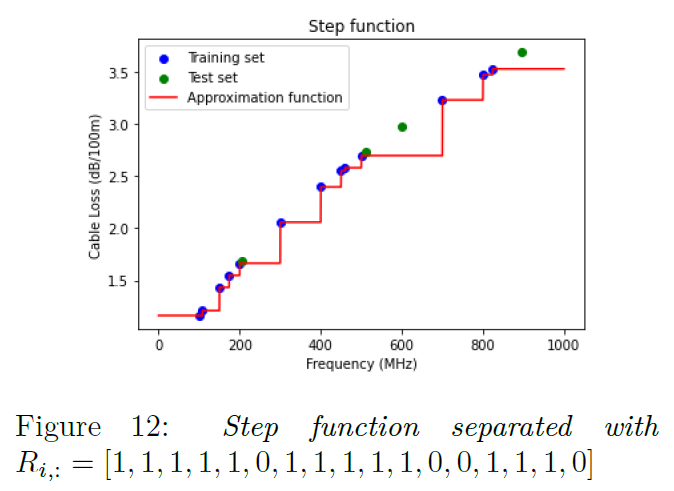 Step function
Training set
Test set
Approximation function
3.5
3.0
2.5
2.0
1.5
Cable Loss (dB/100m)
0 200 400 600 800 1000
Frequency (MHz)
Figure 12: Step function separated with
R_{i,:} = [1, 1, 1, 1, 1, 0, 1, 1, 1, 1, 1, 0, 0, 1, 1, 1, 0]